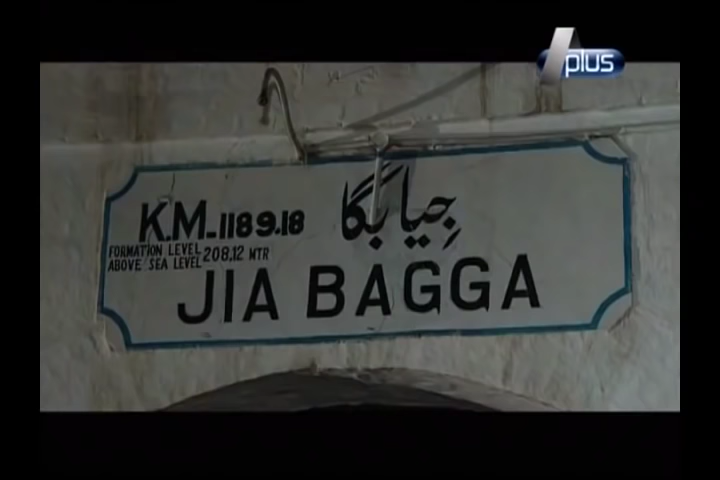 A plus
K.M-1189.18 جیا بگا
FORMATION LEVEL 208.12 MTR
ABOVE SEA LEVEL
JIA BAGGA